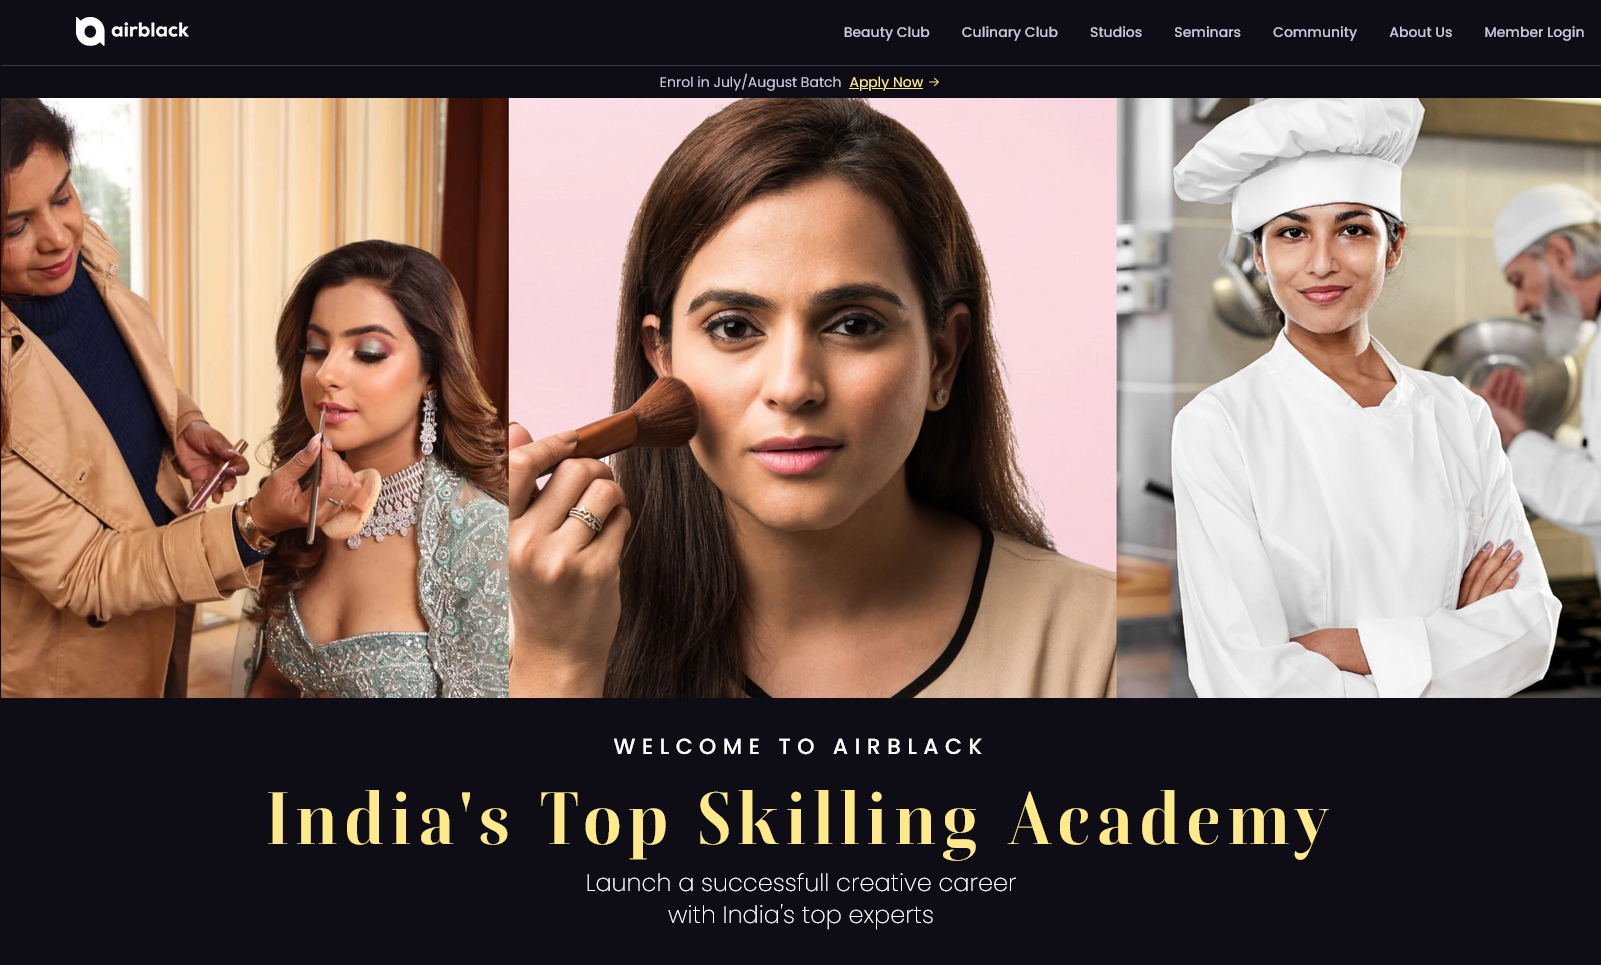 airblack
Beauty Club
Culinary Club
Studios
Seminars
Community
About Us
Member Login
Enrol in July/August Batch Apply Now →
WELCOME TO AIRBLACK
India's Top Skilling Academy
Launch a successfull creative career
with India's top experts